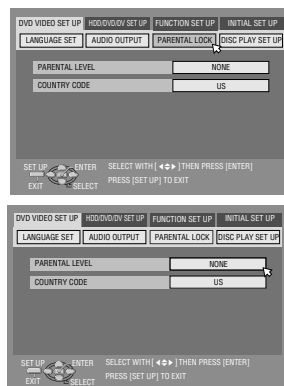 DVD VIDEO SET UP HDD/DVD/DV SET UP FUNCTION SET UP INITIAL SET UP
LANGUAGE SET AUDIO OUTPUT PARENTAL LOCK DISC PLAY SET UP
PARENTAL LEVEL NONE
COUNTRY CODE US
SET UP ENTER SELECT WITH [ ] THEN PRESS [ENTER]
EXIT SELECT PRESS [SET UP] TO EXIT
DVD VIDEO SET UP HDD/DVD/DV SET UP FUNCTION SET UP INITIAL SET UP
LANGUAGE SET AUDIO OUTPUT PARENTAL LOCK DISC PLAY SET UP
PARENTAL LEVEL NONE
COUNTRY CODE US
SET UP ENTER SELECT WITH [ ] THEN PRESS [ENTER]
EXIT SELECT PRESS [SET UP] TO EXIT